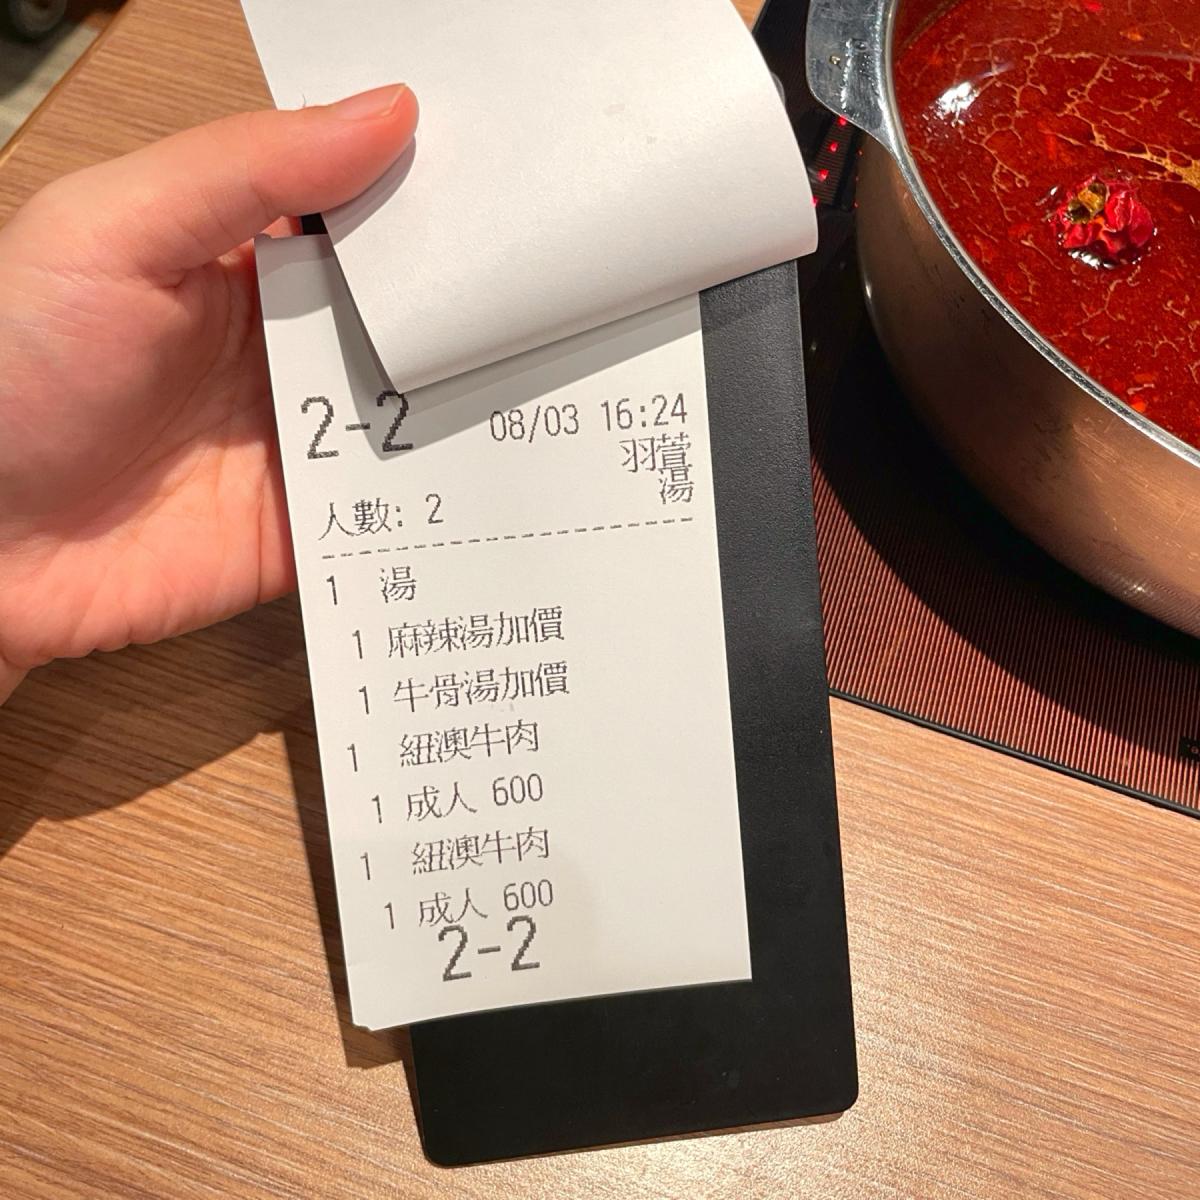 2-2 08/03 16:24
羽萱
湯
人數: 2
1 湯
1 麻辣湯加價
1 牛骨湯加價
1 紐澳牛肉
1 成人 600
1 紐澳牛肉
1 成人 600
2-2